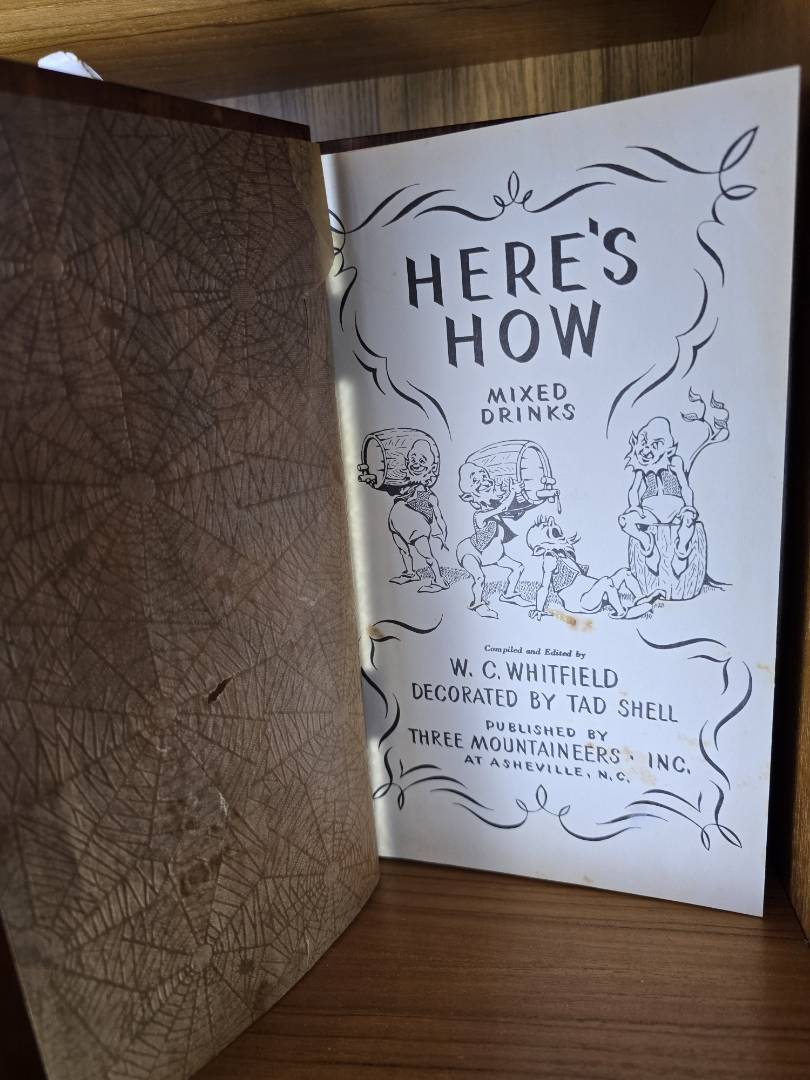 HERE'S
HOW
MIXED
DRINKS
Compiled and Edited by
W. C. WHITFIELD
DECORATED BY TAD SHELL
PUBLISHED BY
THREE MOUNTAINEERS · INC.
AT ASHEVILLE, N.C.